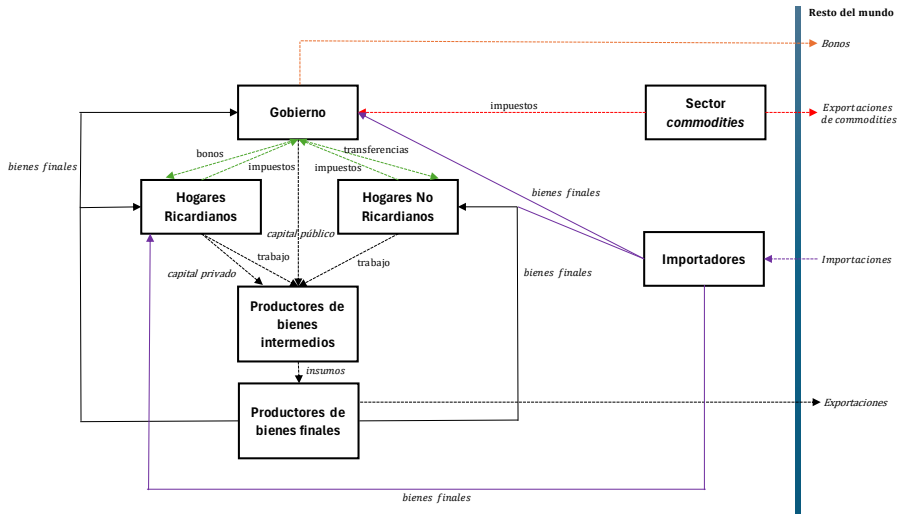 Resto del mundo
Bonos
Gobierno
impuestos
Sector
commodities
Exportaciones
de commodities
bienes finales
bonos
impuestos
transferencias
impuestos
Hogares
Ricardianos
Hogares No
Ricardianos
bienes finales
capital público
trabajo
trabajo
capital privado
bienes finales
Importadores
Importaciones
Productores de
bienes
intermedios
insumos
Productores de
bienes finales
Exportaciones
bienes finales